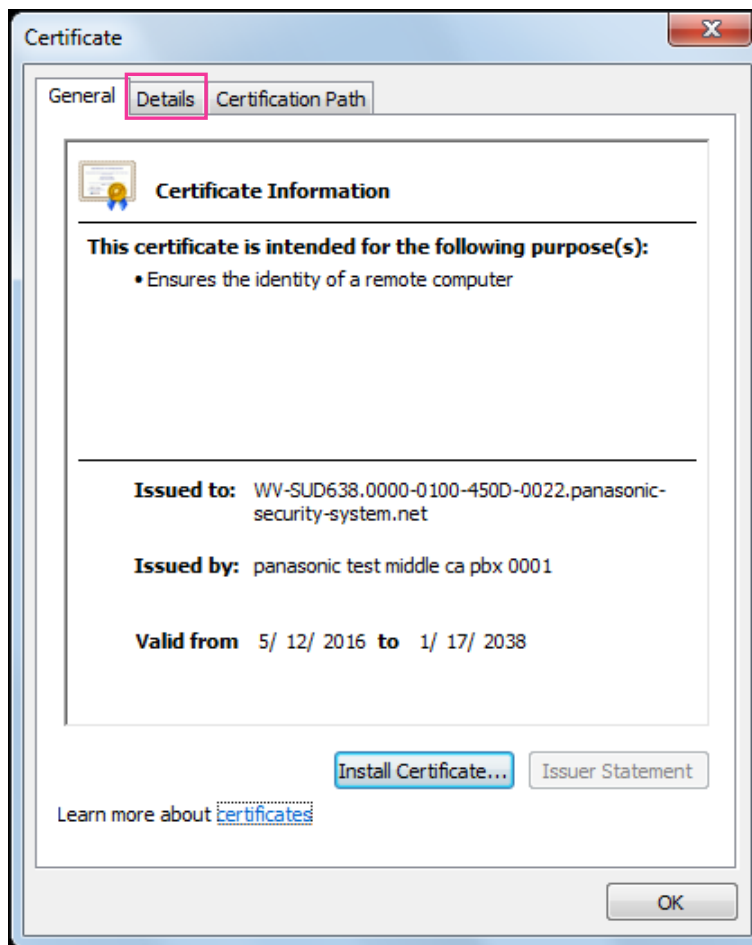 Certificate
General Details Certification Path
Certificate Information
This certificate is intended for the following purpose(s):
• Ensures the identity of a remote computer
Issued to: WV-SUD638.0000-0100-450D-0022.panasonic-
security-system.net
Issued by: panasonic test middle ca pbx 0001
Valid from 5/ 12/ 2016 to 1/ 17/ 2038
Install Certificate... Issuer Statement
Learn more about certificates
OK